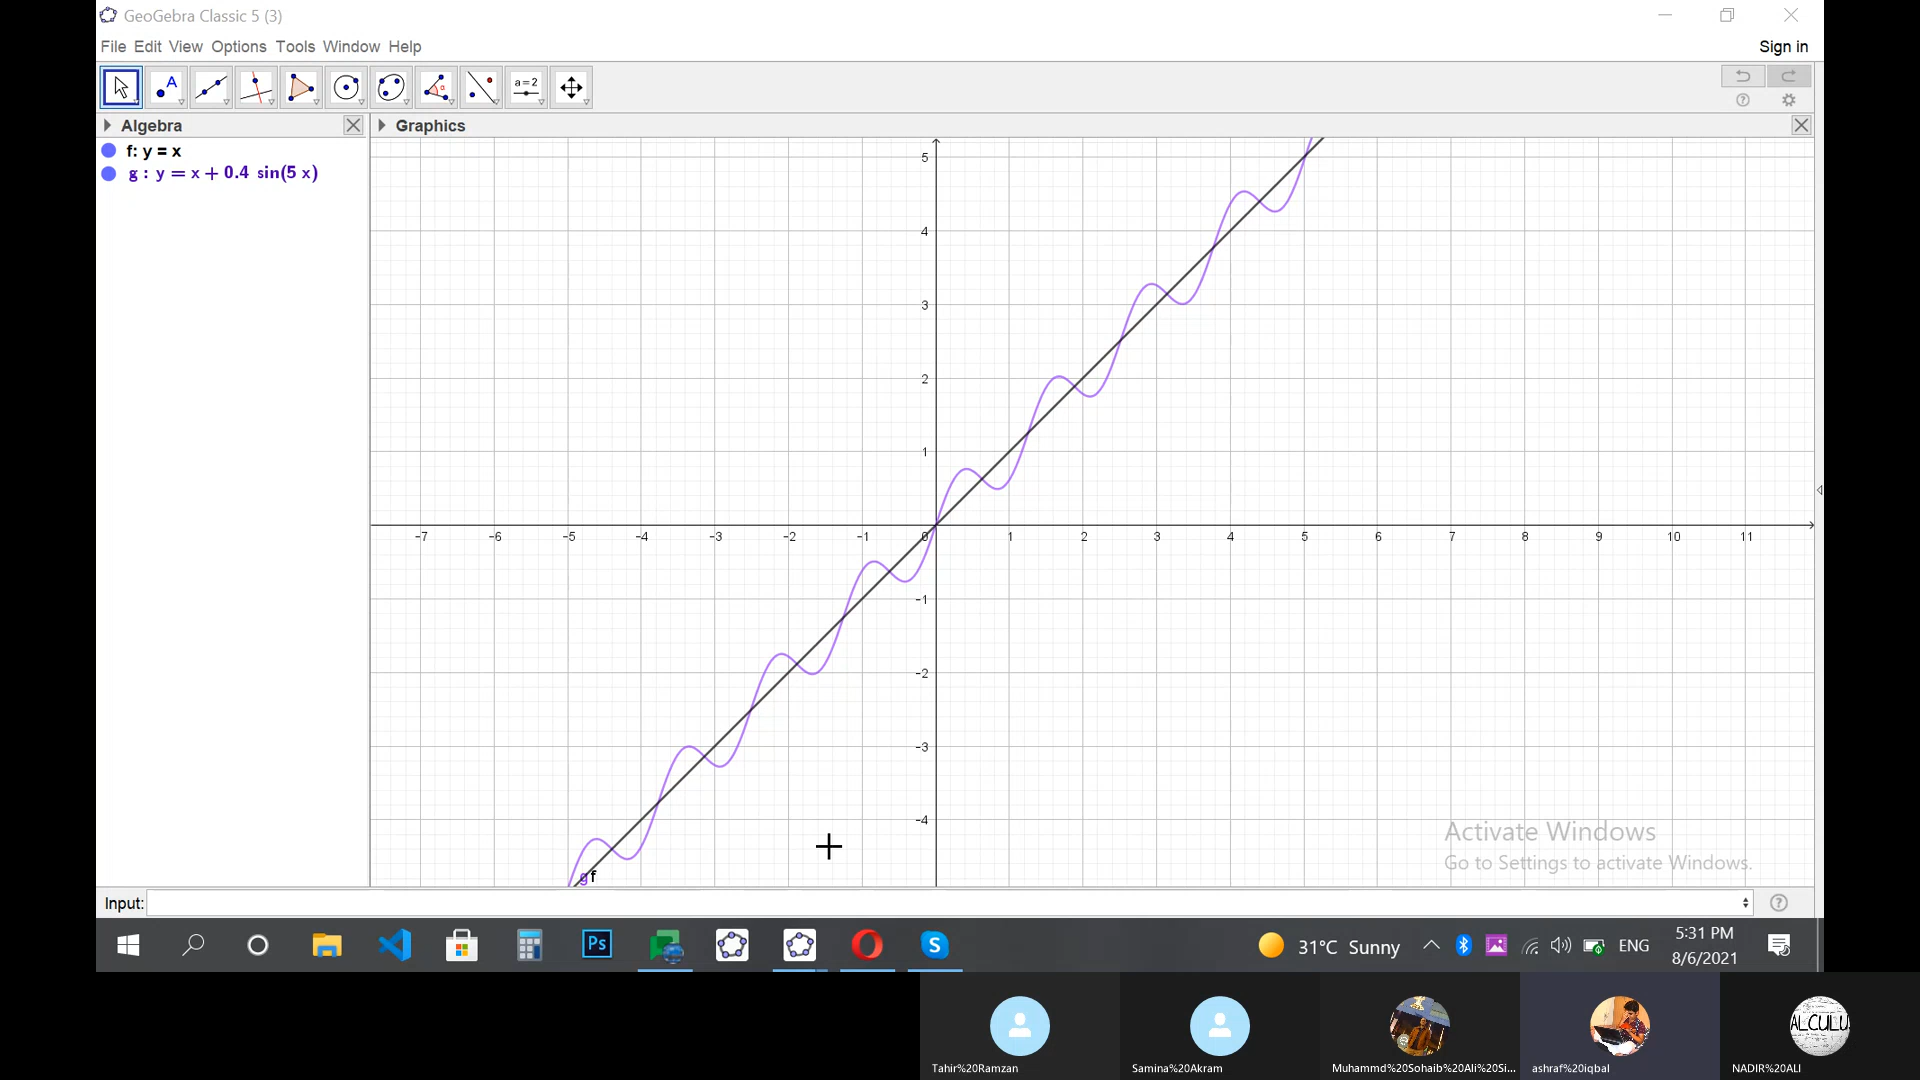 GeoGebra Classic 5 (3)
File Edit View Options Tools Window Help
Sign in
A
a=2
Algebra
Graphics
f: y = x
g : y = x + 0.4 sin(5 x)
5
4
3
2
1
-7 -6 -5 -4 -3 -2 -1 0 1 2 3 4 5 6 7 8 9 10 11
-1
-2
-3
-4
g f
Activate Windows
Go to Settings to activate Windows.
Input:
Ps
S
31°C Sunny
ENG
5:31 PM
8/6/2021
ALCULU
Tahir%20Ramzan
Samina%20Akram
Muhammd%20Sohaib%20Ali%20Si...
ashraf%20iqbal
NADIR%20ALI